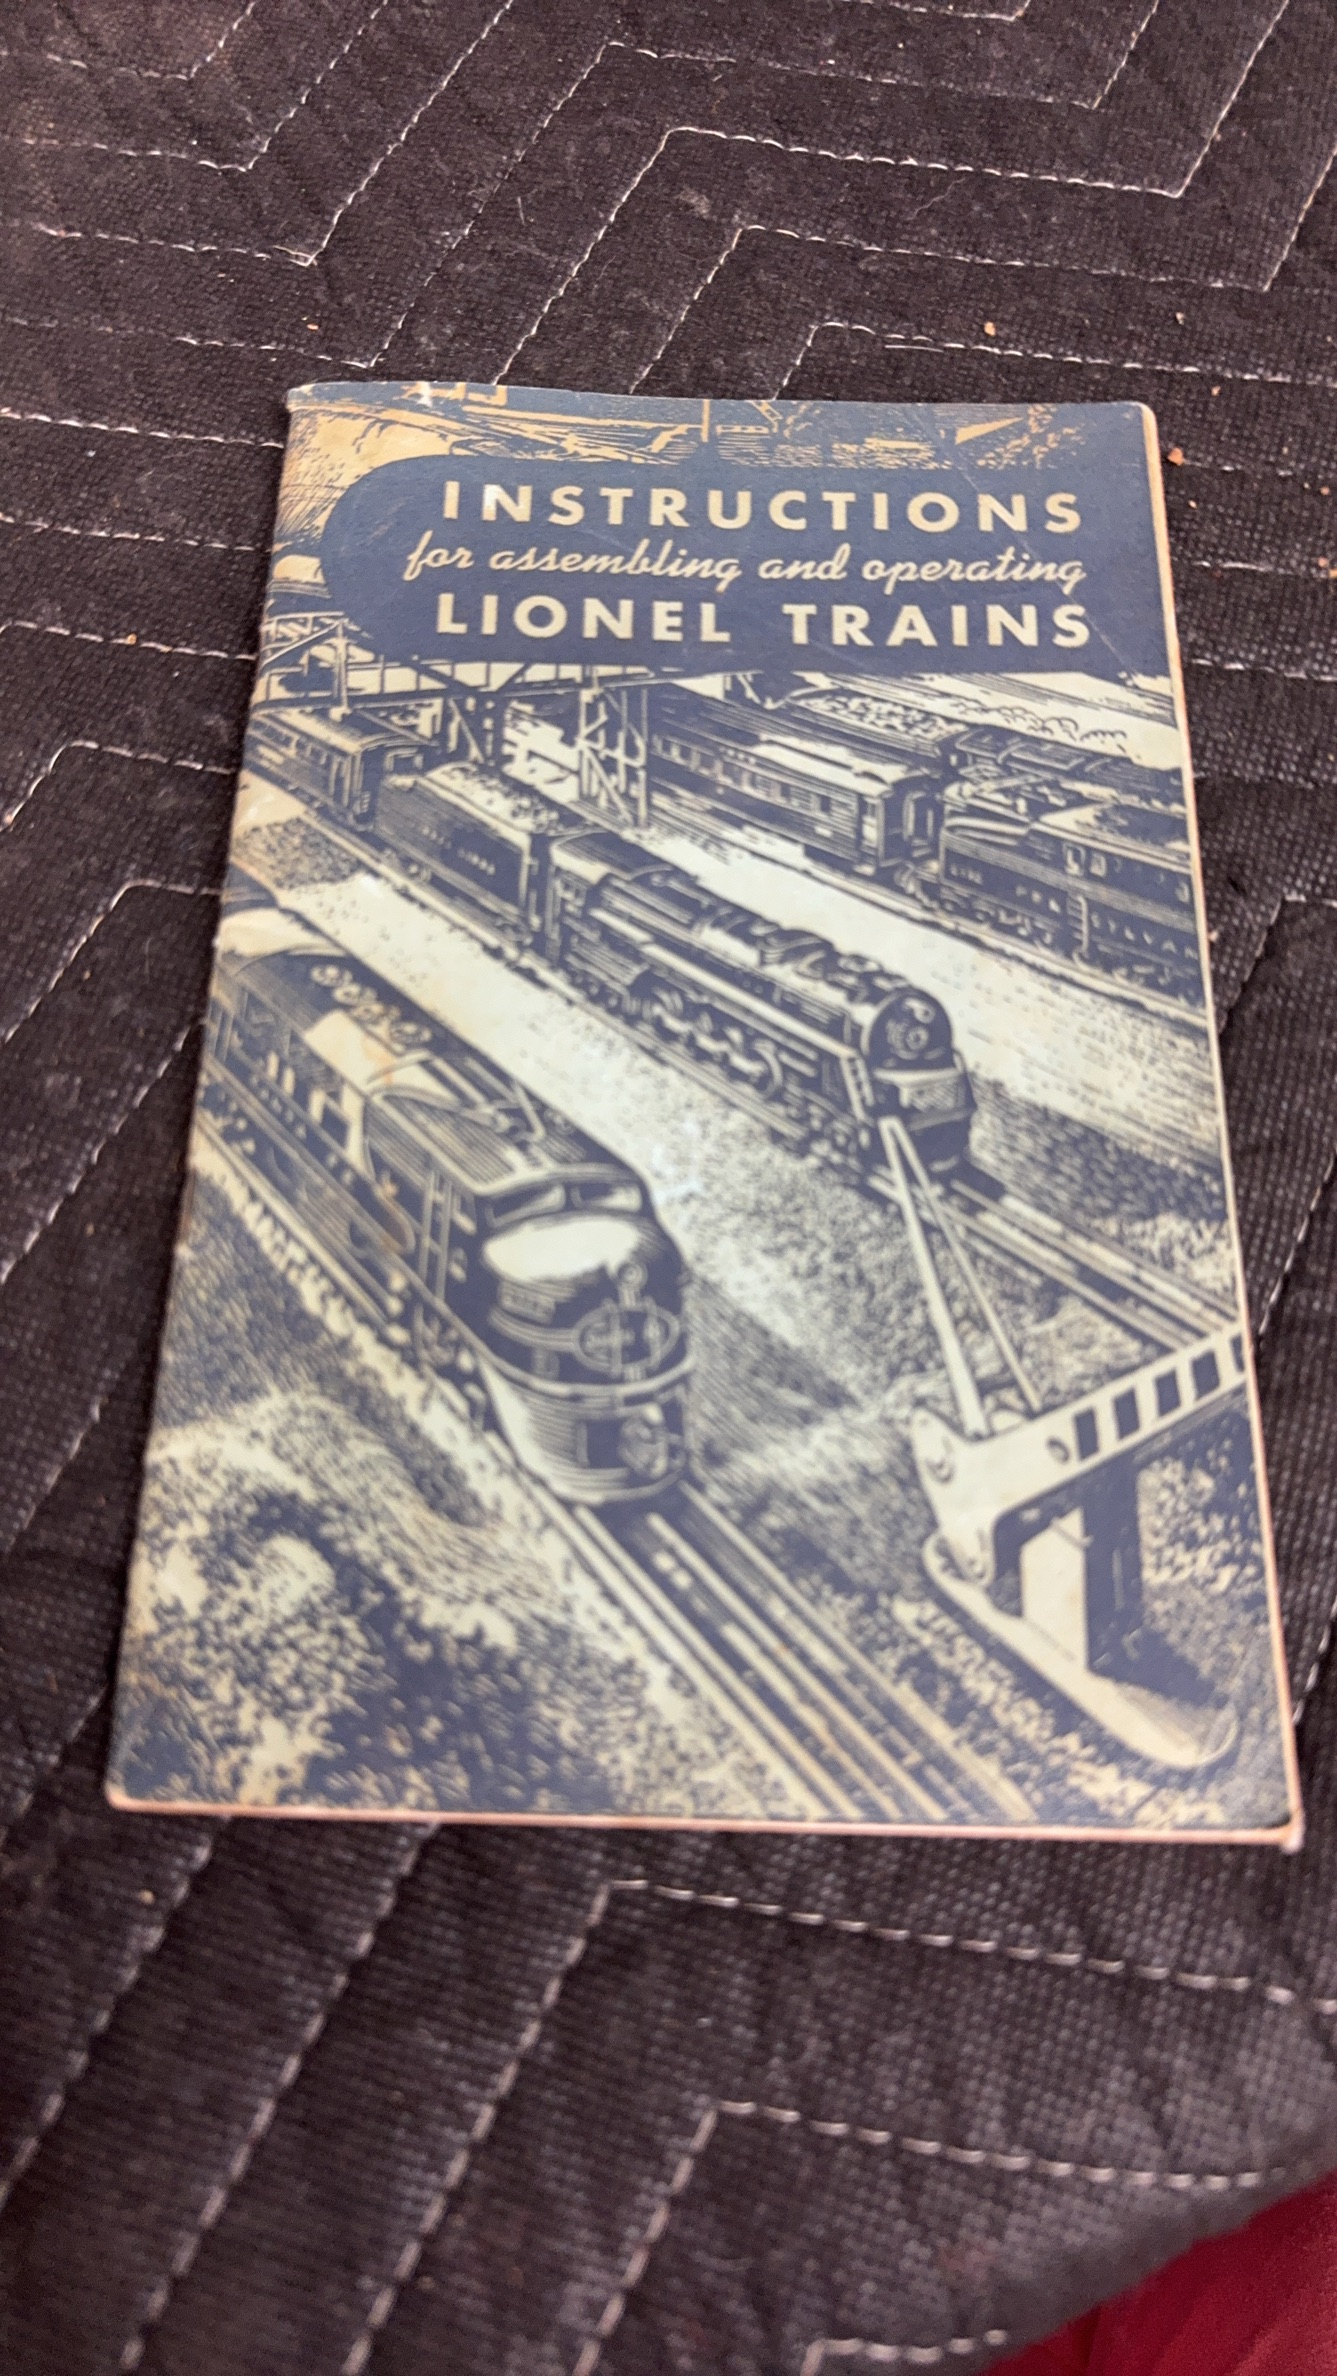 INSTRUCTIONS
for assembling and operating
LIONEL TRAINS